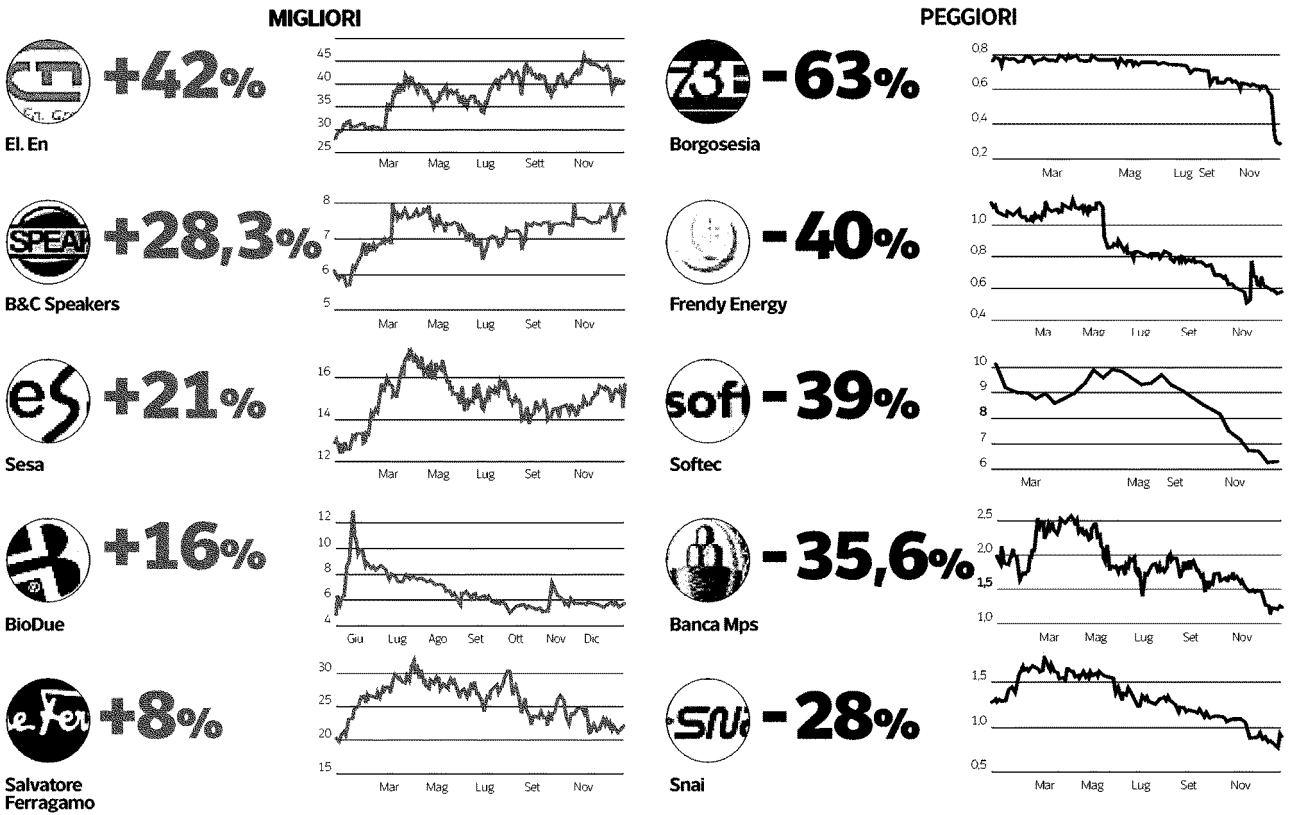 MIGLIORI
+42%
El. En
45
40
35
30
25
Mar Mag Lug Sett Nov
SPEAK
+28,3%
B&C Speakers
8
7
6
5
Mar Mag Lug Set Nov
es
+21%
Sesa
16
14
12
Mar Mag Lug Set Nov
B
+16%
BioDue
12
10
8
6
4
Giu Lug Ago Set Ott Nov Dic
e Fer
+8%
Salvatore
Ferragamo
30
25
20
15
Mar Mag Lug Set Nov
PEGGIORI
-63%
Borgosesia
0,8
0,6
0,4
0,2
Mar Mag Lug Set Nov
-40%
Frendy Energy
1,0
0,8
0,6
0,4
Ma Mag Lug Set Nov
soft
-39%
Softec
10
9
8
7
6
Mar Mag Set Nov
-35,6%
Banca Mps
2,5
2,0
1,5
1,0
Mar Mag Lug Set Nov
SNa
-28%
Snai
1,5
1,0
0,5
Mar Mag Lug Set Nov